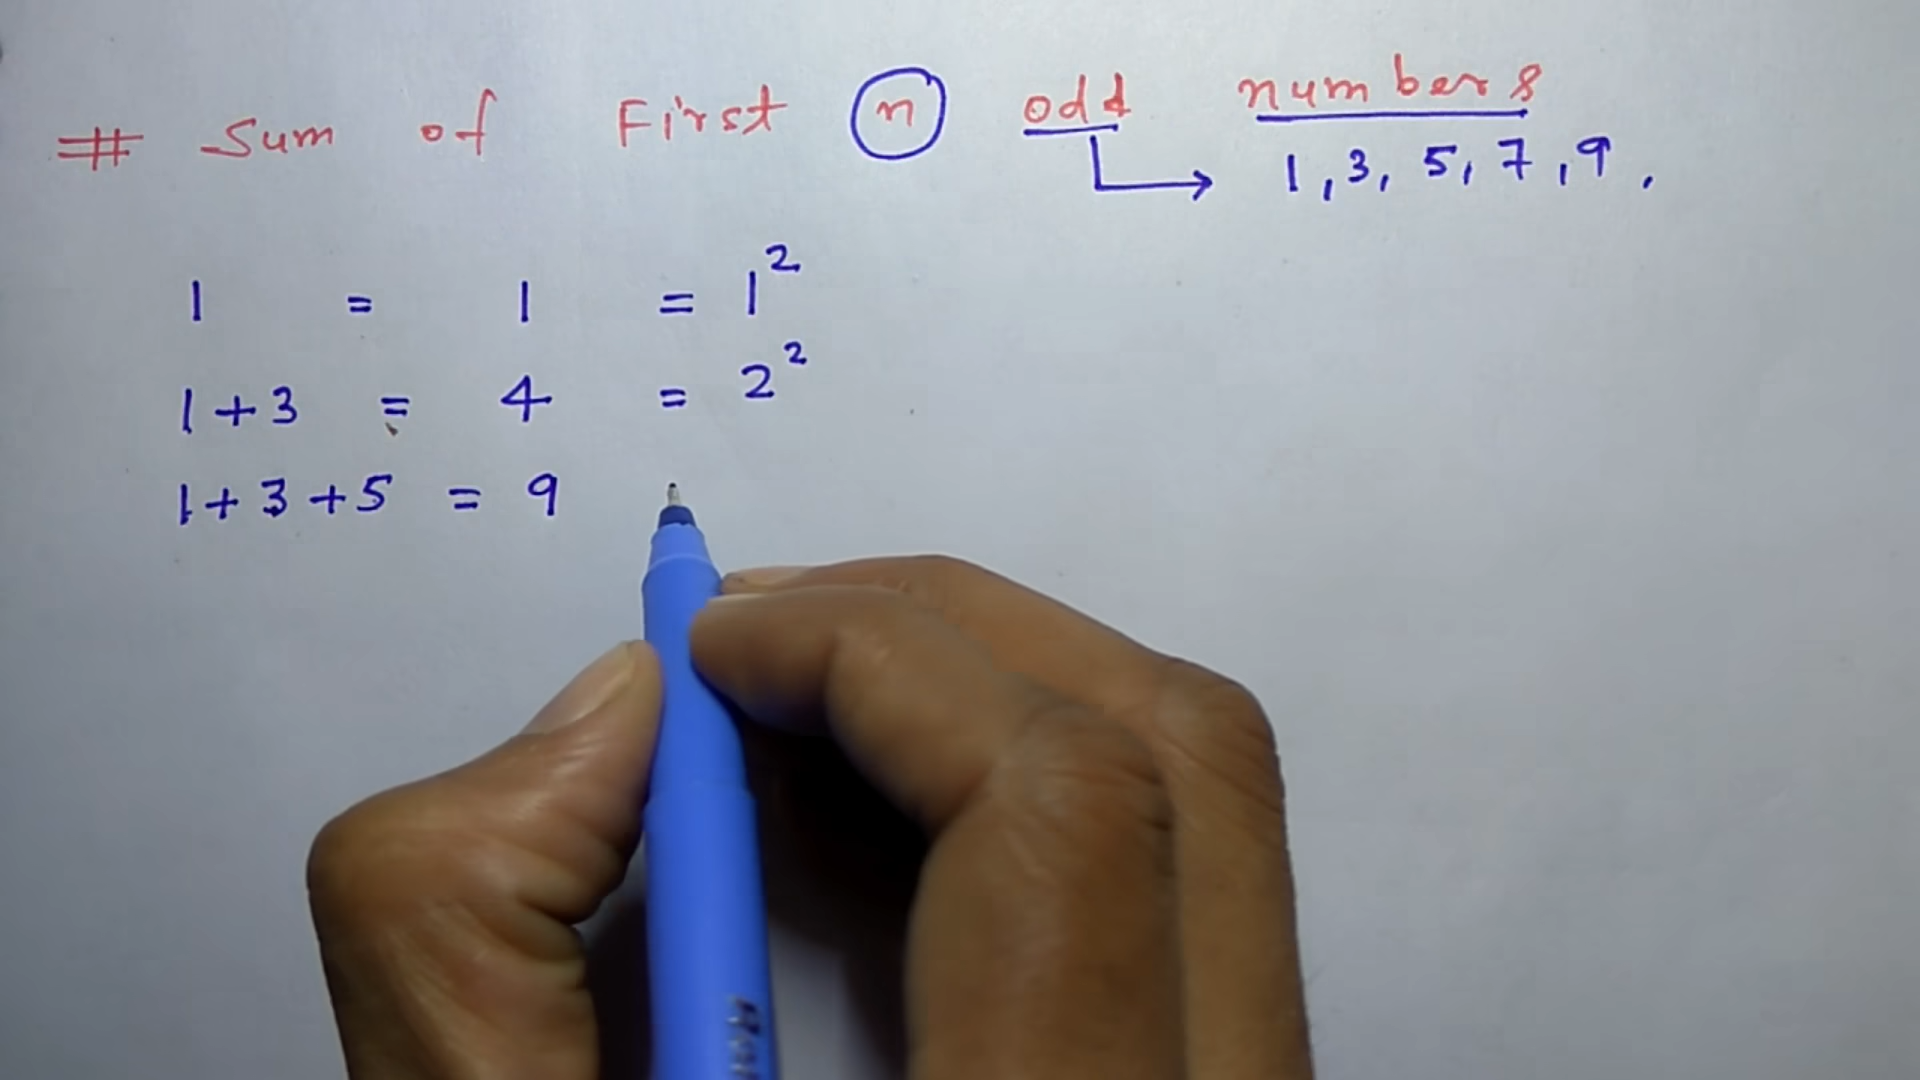 # Sum of First n odd numbers
1, 3, 5, 7, 9.
1 = 1 = 1²
1+3 = 4 = 2²
1+3+5 = 9